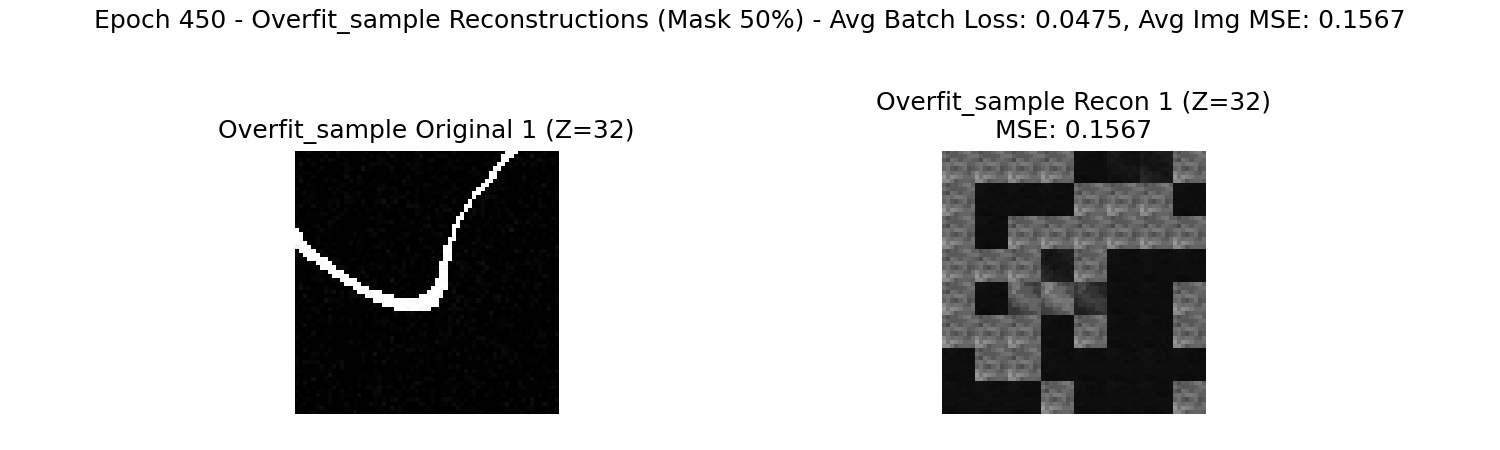 Epoch 450 - Overfit_sample Reconstructions (Mask 50%) - Avg Batch Loss: 0.0475, Avg Img MSE: 0.1567
Overfit_sample Original 1 (Z=32)
Overfit_sample Recon 1 (Z=32)
MSE: 0.1567